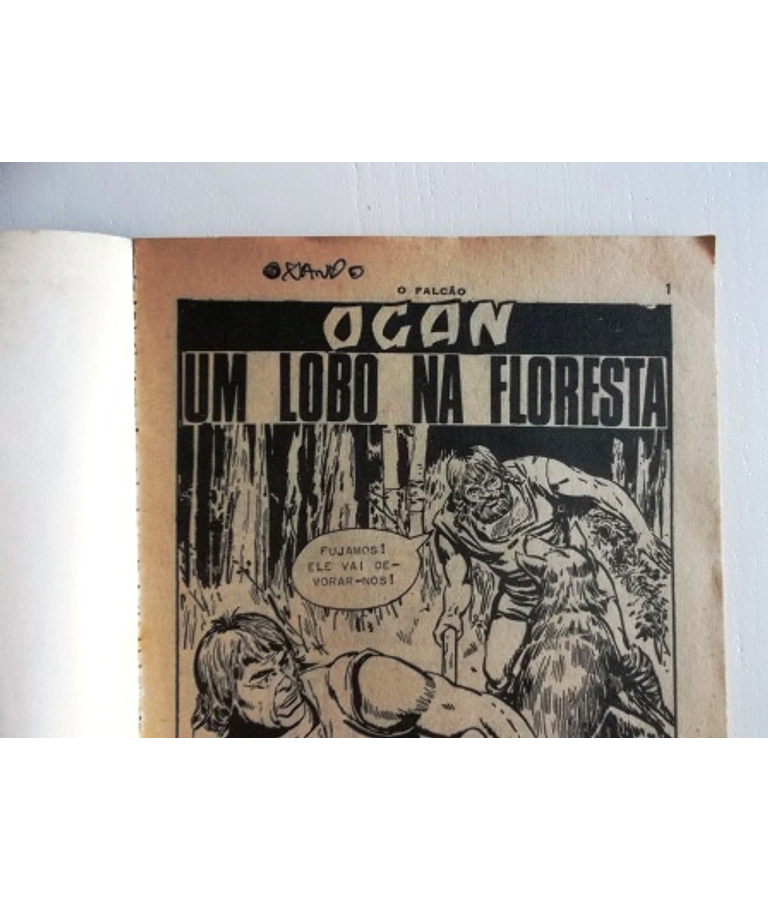 O FALCÃO 1
OGAN
UM LOBO NA FLORESTA
FUJAMOS!
ELE VAI DE-
VORAR-NOS!